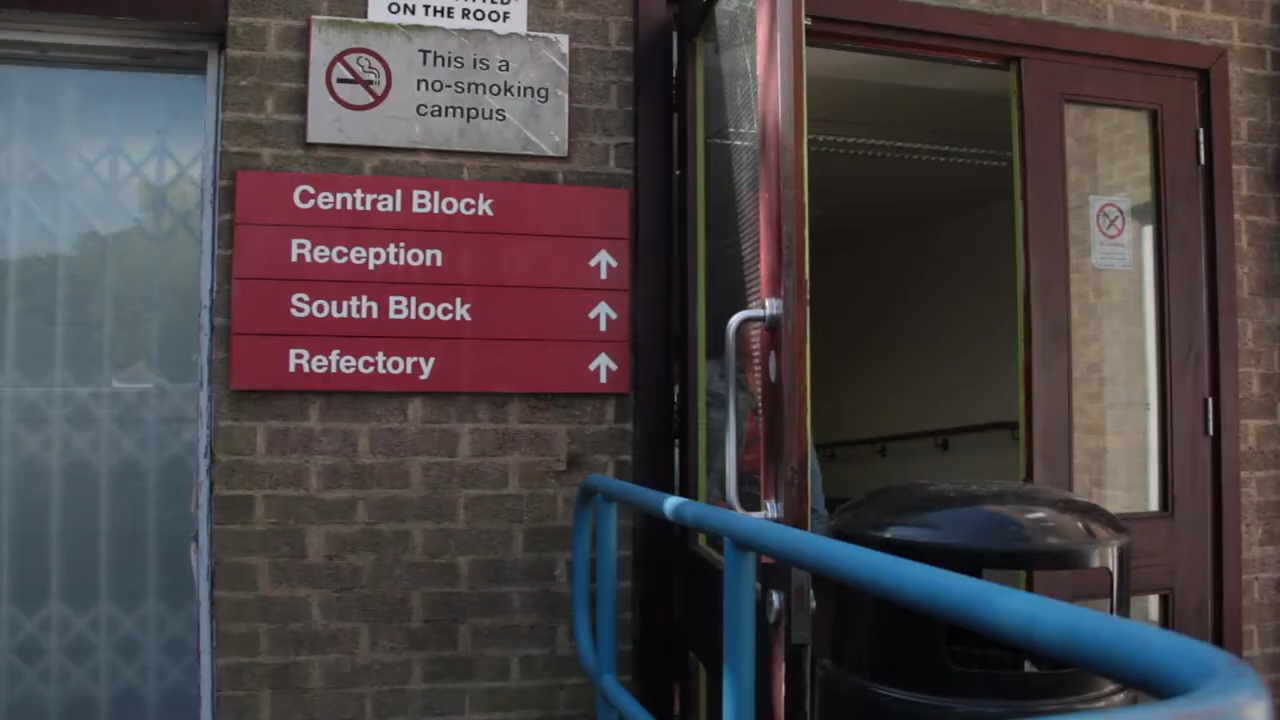 ON THE ROOF
This is a
no-smoking
campus
Central Block
Reception
South Block
Refectory